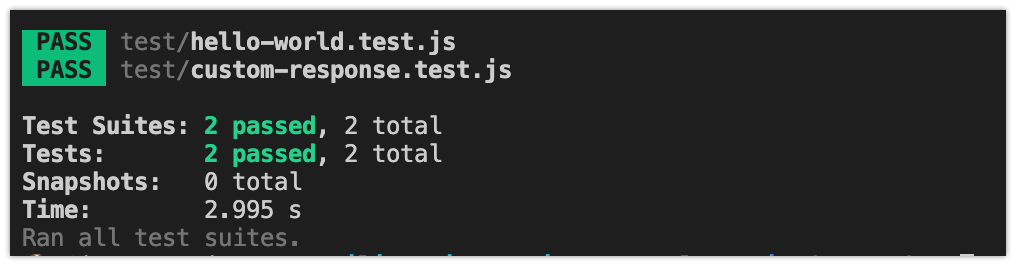 PASS test/hello-world.test.js
PASS test/custom-response.test.js
Test Suites: 2 passed, 2 total
Tests: 2 passed, 2 total
Snapshots: 0 total
Time: 2.995 s
Ran all test suites.